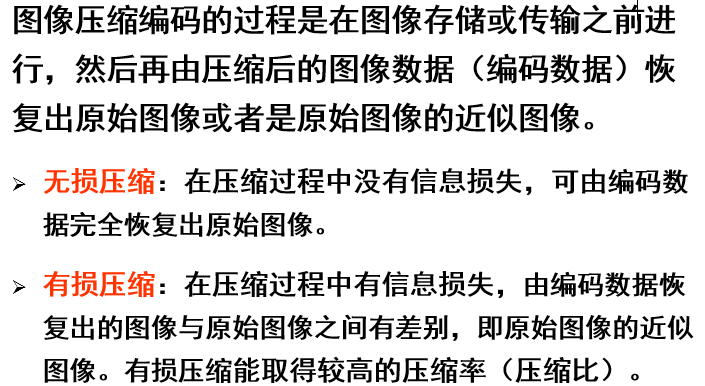 图像压缩编码的过程是在图像存储或传输之前进
行，然后再由压缩后的图像数据（编码数据）恢
复出原始图像或者是原始图像的近似图像。
➢ 无损压缩：在压缩过程中没有信息损失，可由编码数
据完全恢复出原始图像。
➢ 有损压缩：在压缩过程中有信息损失，由编码数据恢
复出的图像与原始图像之间有差别，即原始图像的近似
图像。有损压缩能取得较高的压缩率（压缩比）。